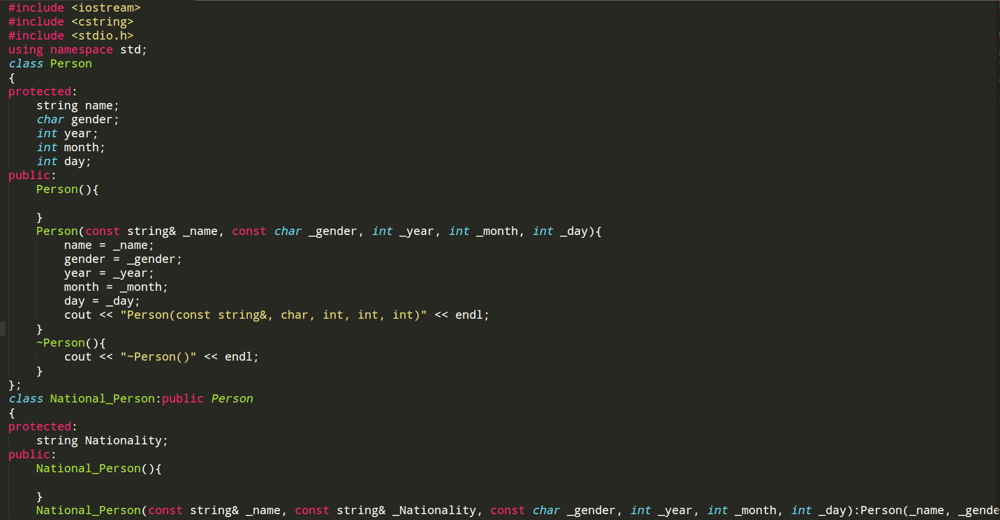 #include <iostream>
#include <cstring>
#include <stdio.h>
using namespace std;
class Person
{
protected:
    string name;
    char gender;
    int year;
    int month;
    int day;
public:
    Person(){

    }
    Person(const string& _name, const char _gender, int _year, int _month, int _day){
        name = _name;
        gender = _gender;
        year = _year;
        month = _month;
        day = _day;
        cout << "Person(const string&, char, int, int, int)" << endl;
    }
    ~Person(){
        cout << "~Person()" << endl;
    }
};
class National_Person:public Person
{
protected:
    string Nationality;
public:
    National_Person(){

    }
    National_Person(const string& _name, const string& _Nationality, const char _gender, int _year, int _month, int _day):Person(_name, _gende